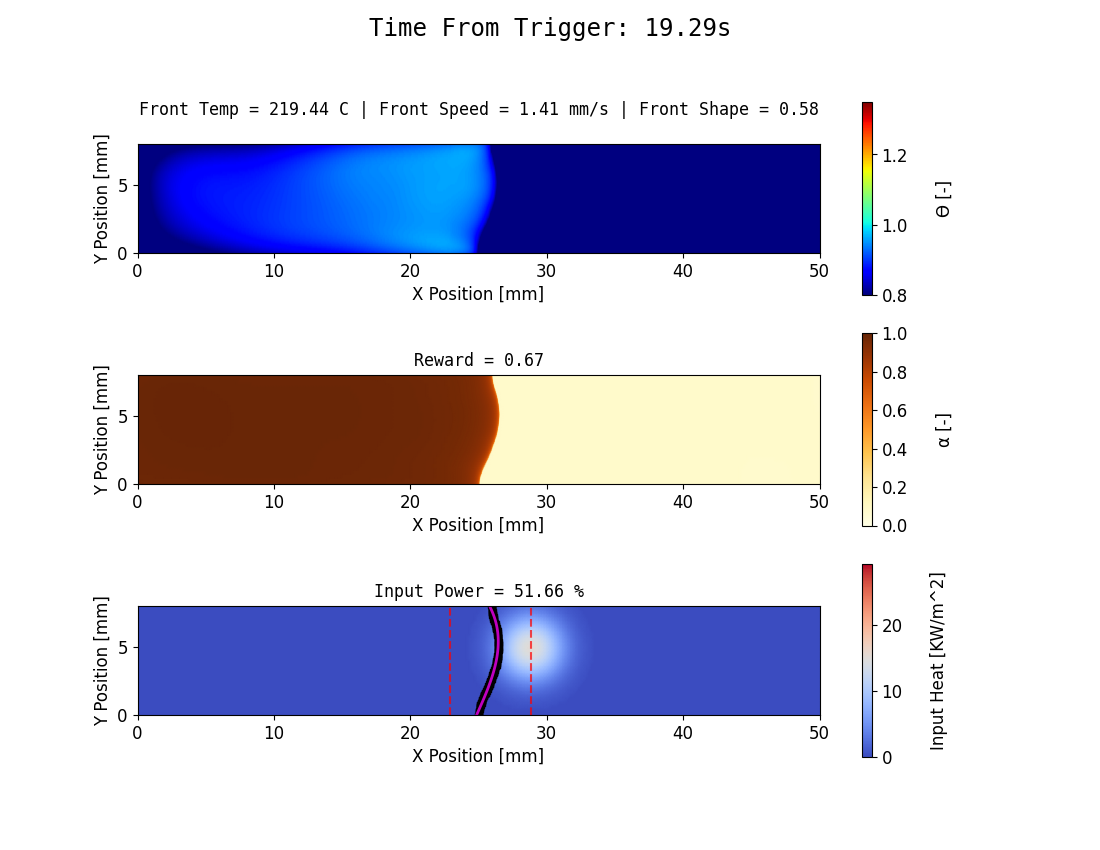 Time From Trigger: 19.29s
Front Temp = 219.44 C | Front Speed = 1.41 mm/s | Front Shape = 0.58
Y Position [mm]
5
0
0 10 20 30 40 50
X Position [mm]
1.2
1.0
0.8
Θ [-]
Reward = 0.67
Y Position [mm]
5
0
0 10 20 30 40 50
X Position [mm]
1.0
0.8
0.6
0.4
0.2
0.0
α [-]
Input Power = 51.66 %
Y Position [mm]
5
0
0 10 20 30 40 50
X Position [mm]
20
10
0
Input Heat [KW/m^2]